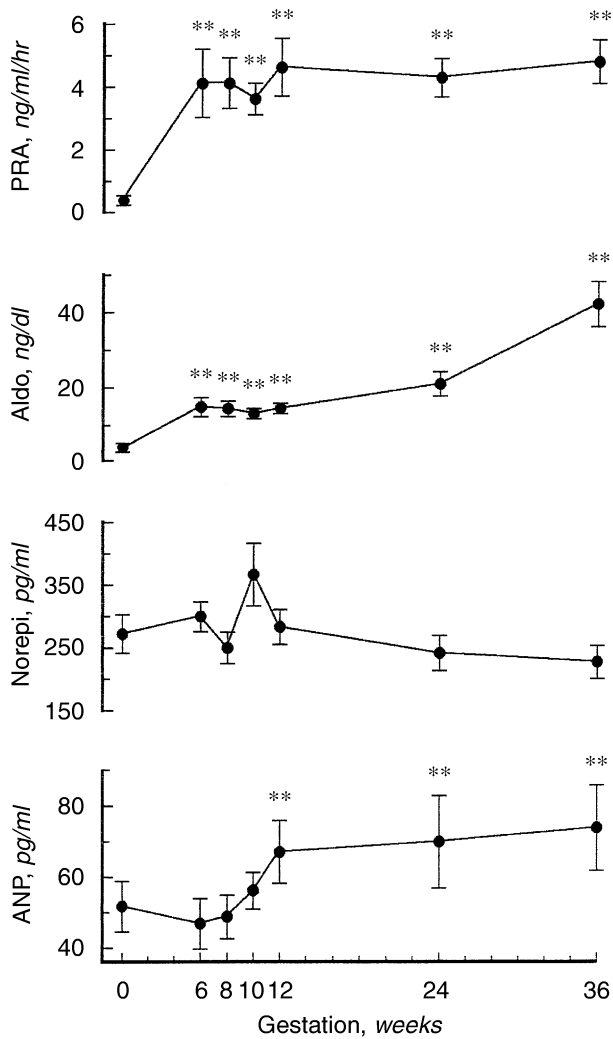 PRA, ng/ml/hr
6
4
2
0
** ** ** ** ** **
Aldo, ng/dl
40
20
0
** ** ** ** ** **
Norepi, pg/ml
450
350
250
150
ANP, pg/ml
80
60
40
** ** **
0 6 8 10 12 24 36
Gestation, weeks